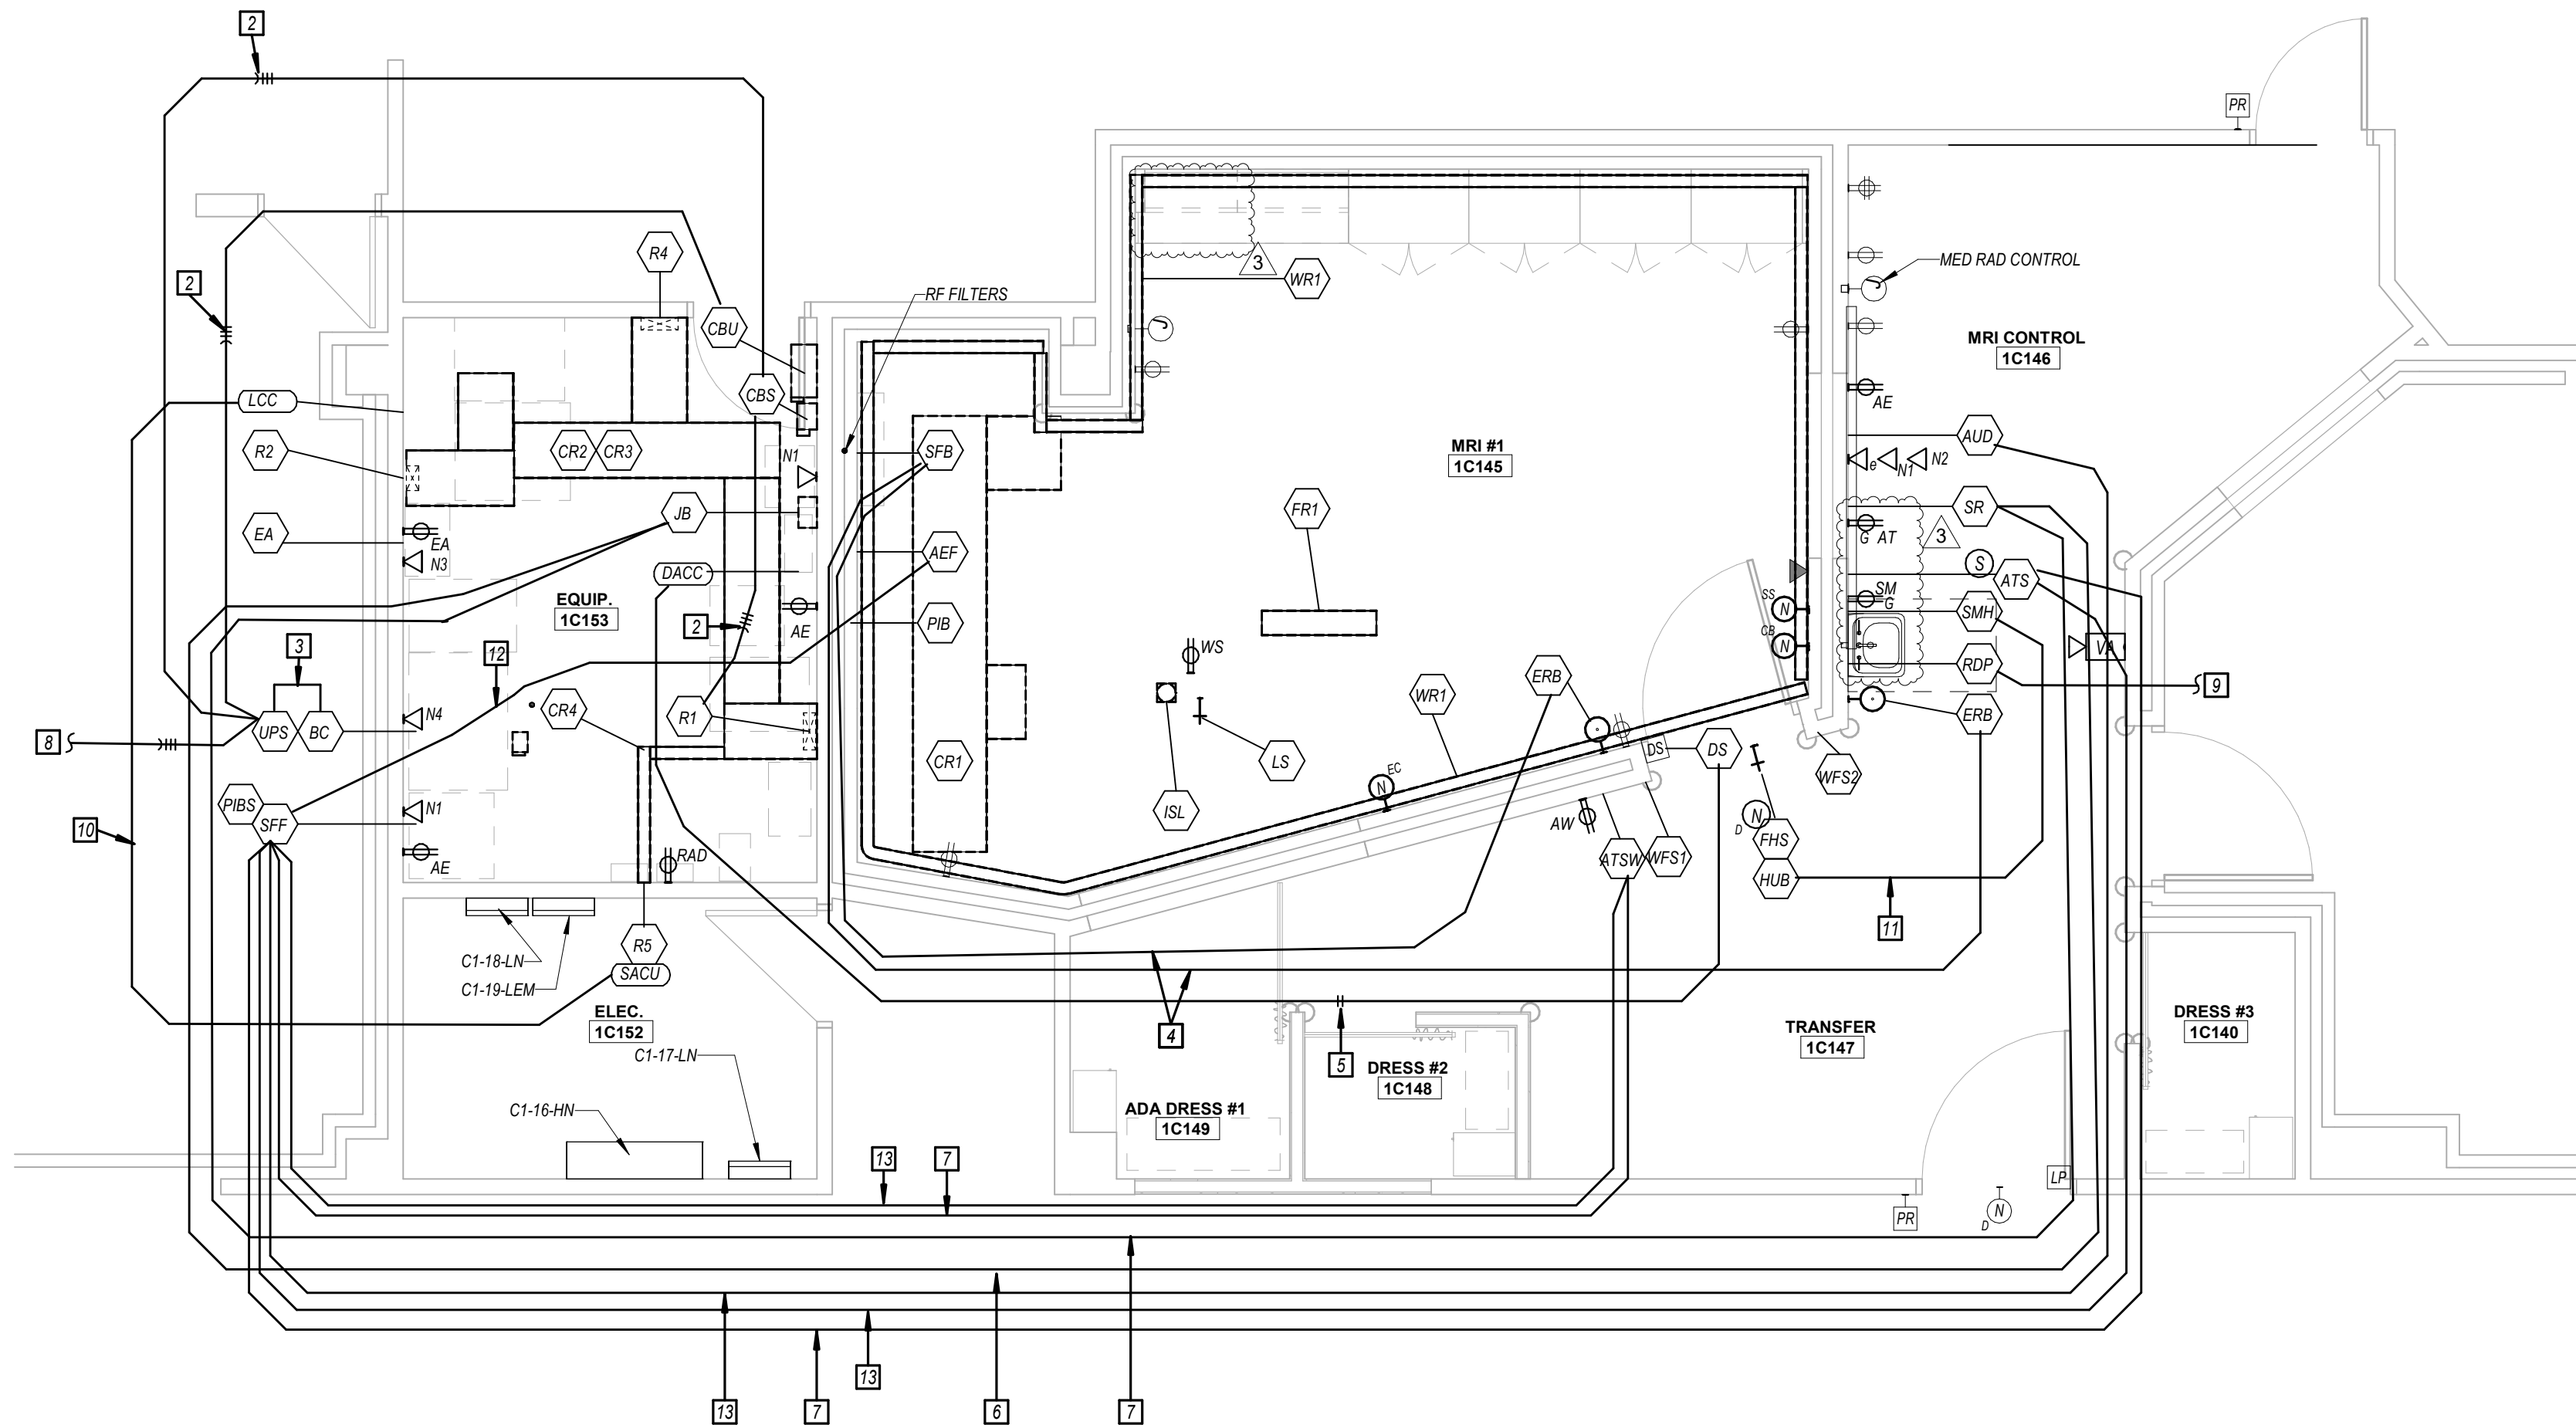 2
PR
R4
2
RF FILTERS
3
WR1
MED RAD CONTROL
CBU
MRI CONTROL
1C146
LCC
CBS
AE
R2
CR2
CR3
N1
SFB
MRI #1
1C145
AUD
e
N1
N2
JB
FR1
SR
EA
EA
N3
G
AT
3
AEF
DACC
S
ATS
EQUIP.
1C153
SS
N
SM
G
SMH
2
AE
PIB
CB
N
VA
3
12
WS
RDP
9
ERB
WR1
CR4
R1
N4
UPS
BC
8
DS
DS
ERB
CR1
LS
WFS2
EC
N
PIBS
SFF
N1
ISL
10
AW
N
D
FHS
ATSW
WFS1
RAD
AE
HUB
11
R5
SACU
C1-18-LN
C1-19-LEM
ELEC.
1C152
4
5
TRANSFER
1C147
DRESS #3
1C140
C1-17-LN
DRESS #2
1C148
C1-16-HN
ADA DRESS #1
1C149
13
7
LP
PR
N
D
13
13
7
6
7